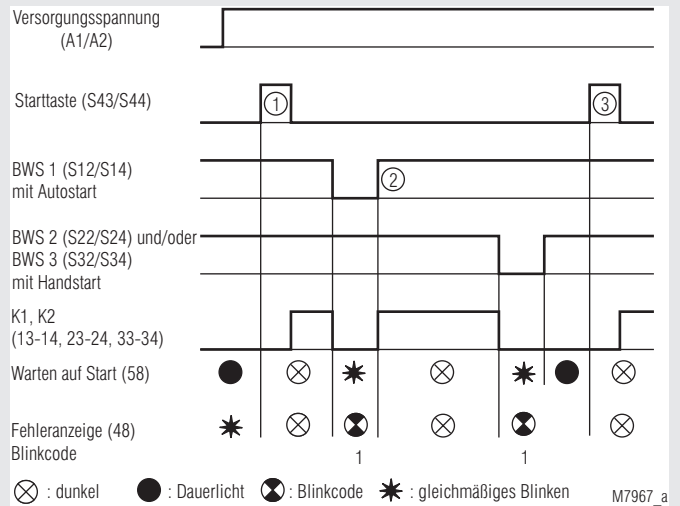 Versorgungsspannung
(A1/A2)
Starttaste (S43/S44)
1
3
BWS 1 (S12/S14)
mit Autostart
2
BWS 2 (S22/S24) und/oder
BWS 3 (S32/S34)
mit Handstart
K1, K2
(13-14, 23-24, 33-34)
Warten auf Start (58)
Fehleranzeige (48)
Blinkcode
1
1
: dunkel
: Dauerlicht
: Blinkcode
: gleichmäßiges Blinken
M7967_a